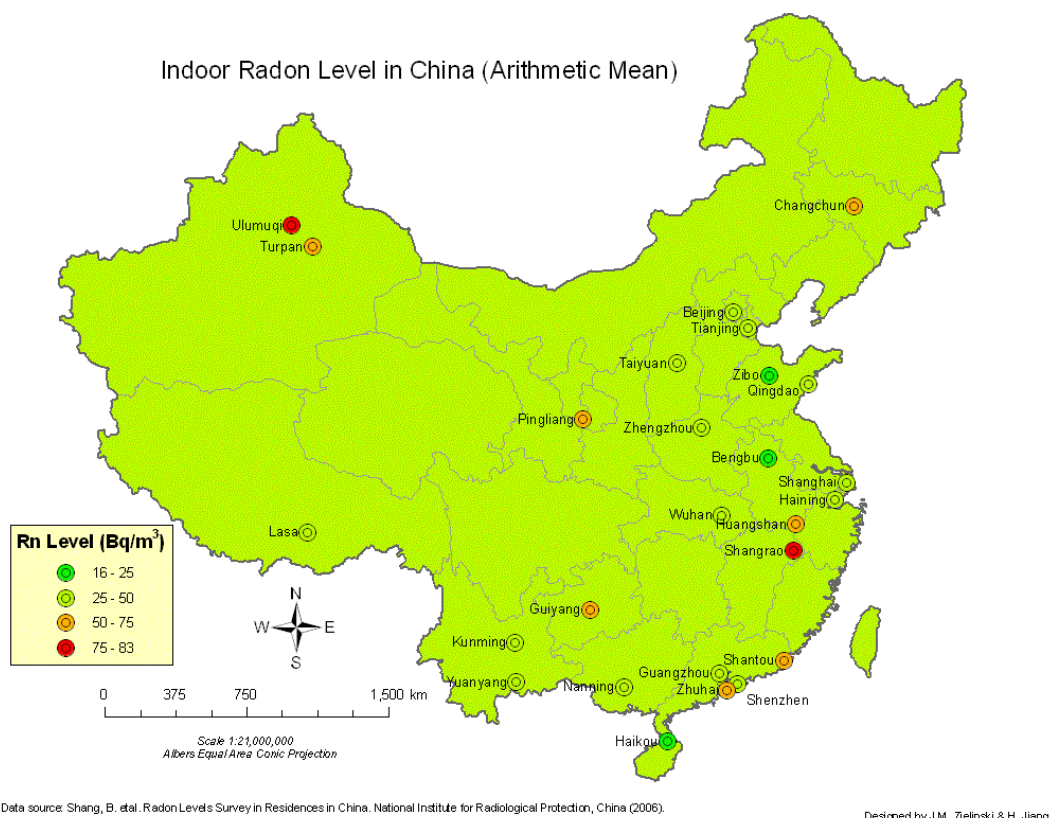 Indoor Radon Level in China (Arithmetic Mean)
Changchun
Ulumuqi
Turpan
Beijing
Tianjing
Taiyuan
Zibo
Qingdao
Pingliang
Zhengzhou
Bengbu
Shanghai
Haining
Wuhan
Huangshan
Lasa
Shangrao
Rn Level (Bq/m³)
16 - 25
25 - 50
50 - 75
75 - 83
N
W E
S
Guiyang
Kunming
Shantou
Guangzhou
Yuanyang
Nanning
Zhuhai
Shenzhen
0 375 750 1,500 km
Haikou
Scale 1:21,000,000
Albers Equal Area Conic Projection
Data source: Shang, B. etal. Radon Levels Survey in Residences in China. National Institute for Radiological Protection, China (2006).
Designed by J.M. Zielinski & H. Jiang